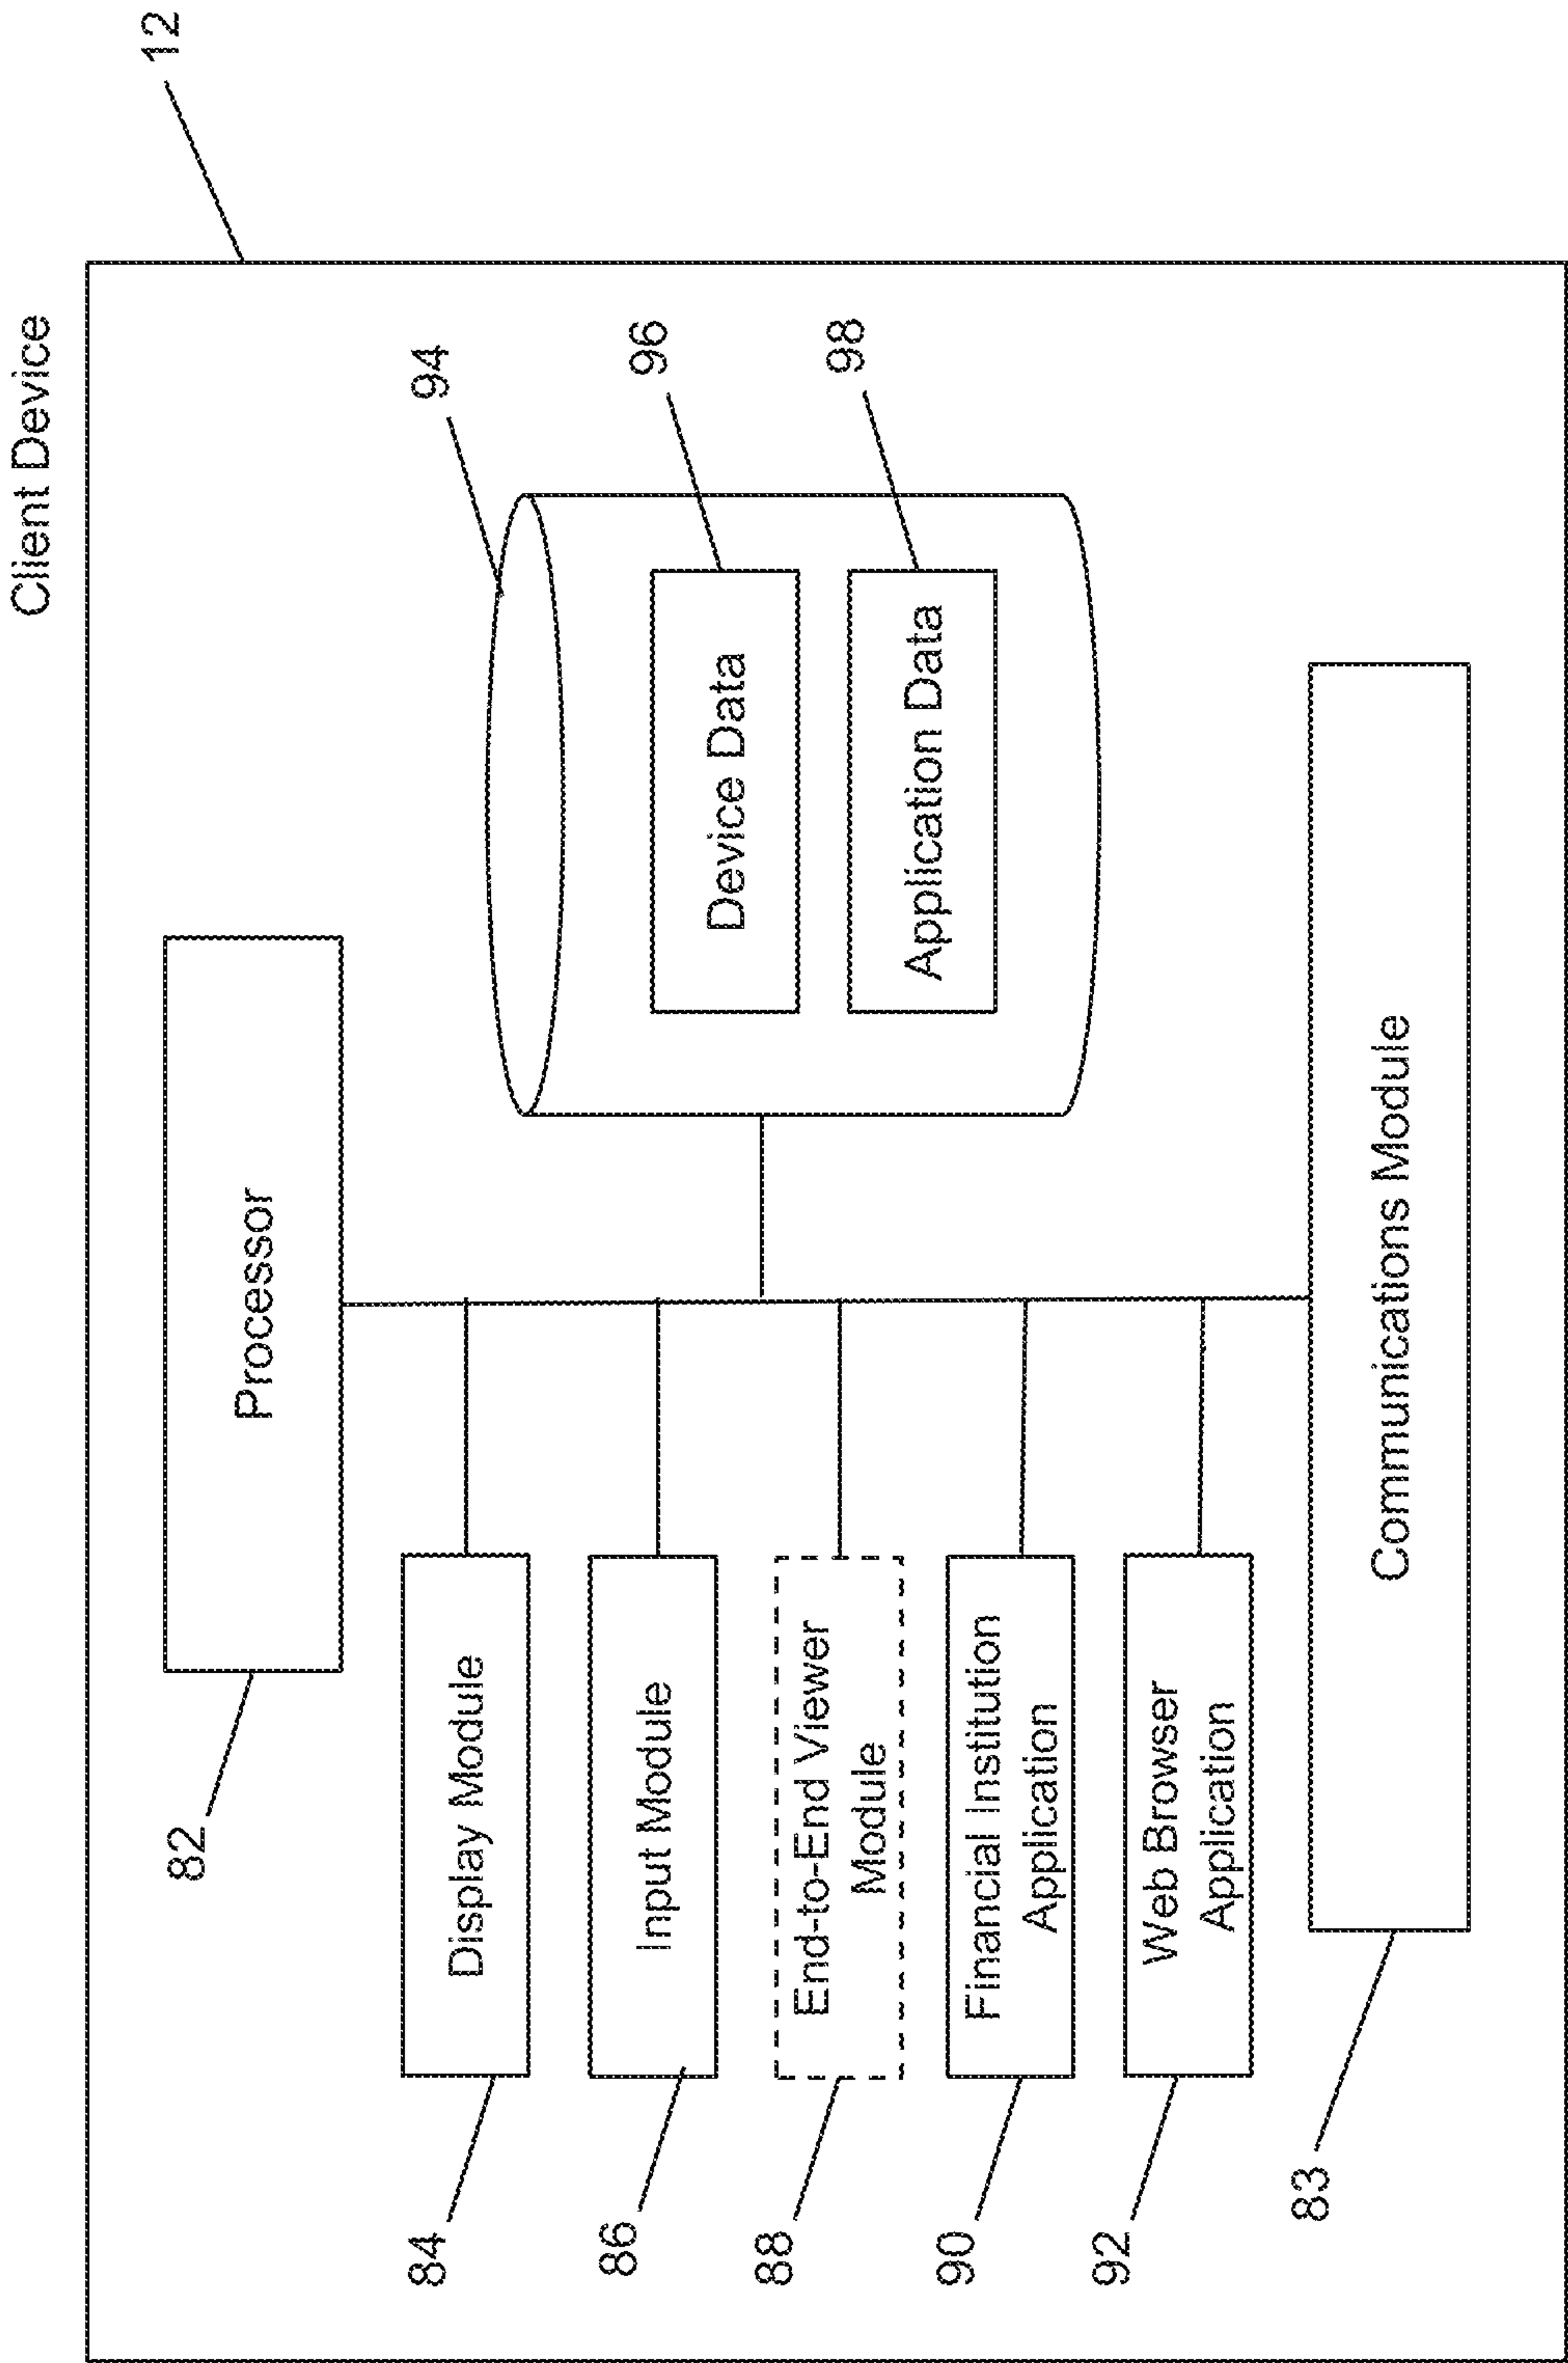 Client Device
12
Processor
82
94
Display Module
84
Input Module
86
Device Data
96
End-to-End Viewer
Module
88
Application Data
98
Financial Institution
Application
90
Web Browser
Application
92
Communications Module
83